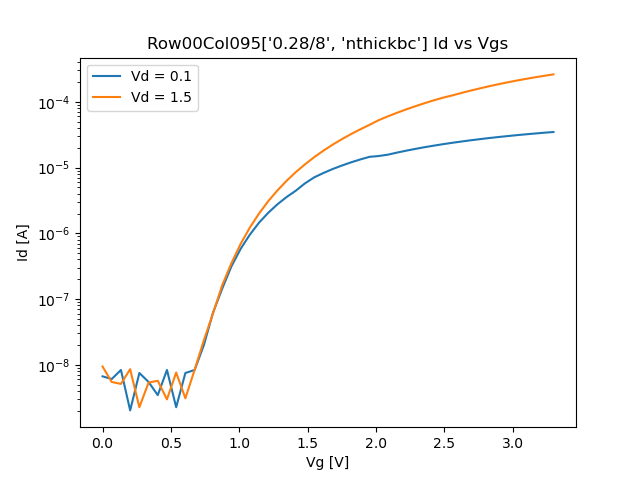 Row00Col095['0.28/8', 'nthickbc'] Id vs Vgs
Vd = 0.1
Vd = 1.5
Id [A]
10⁻⁴
10⁻⁵
10⁻⁶
10⁻⁷
10⁻⁸
0.0 0.5 1.0 1.5 2.0 2.5 3.0
Vg [V]